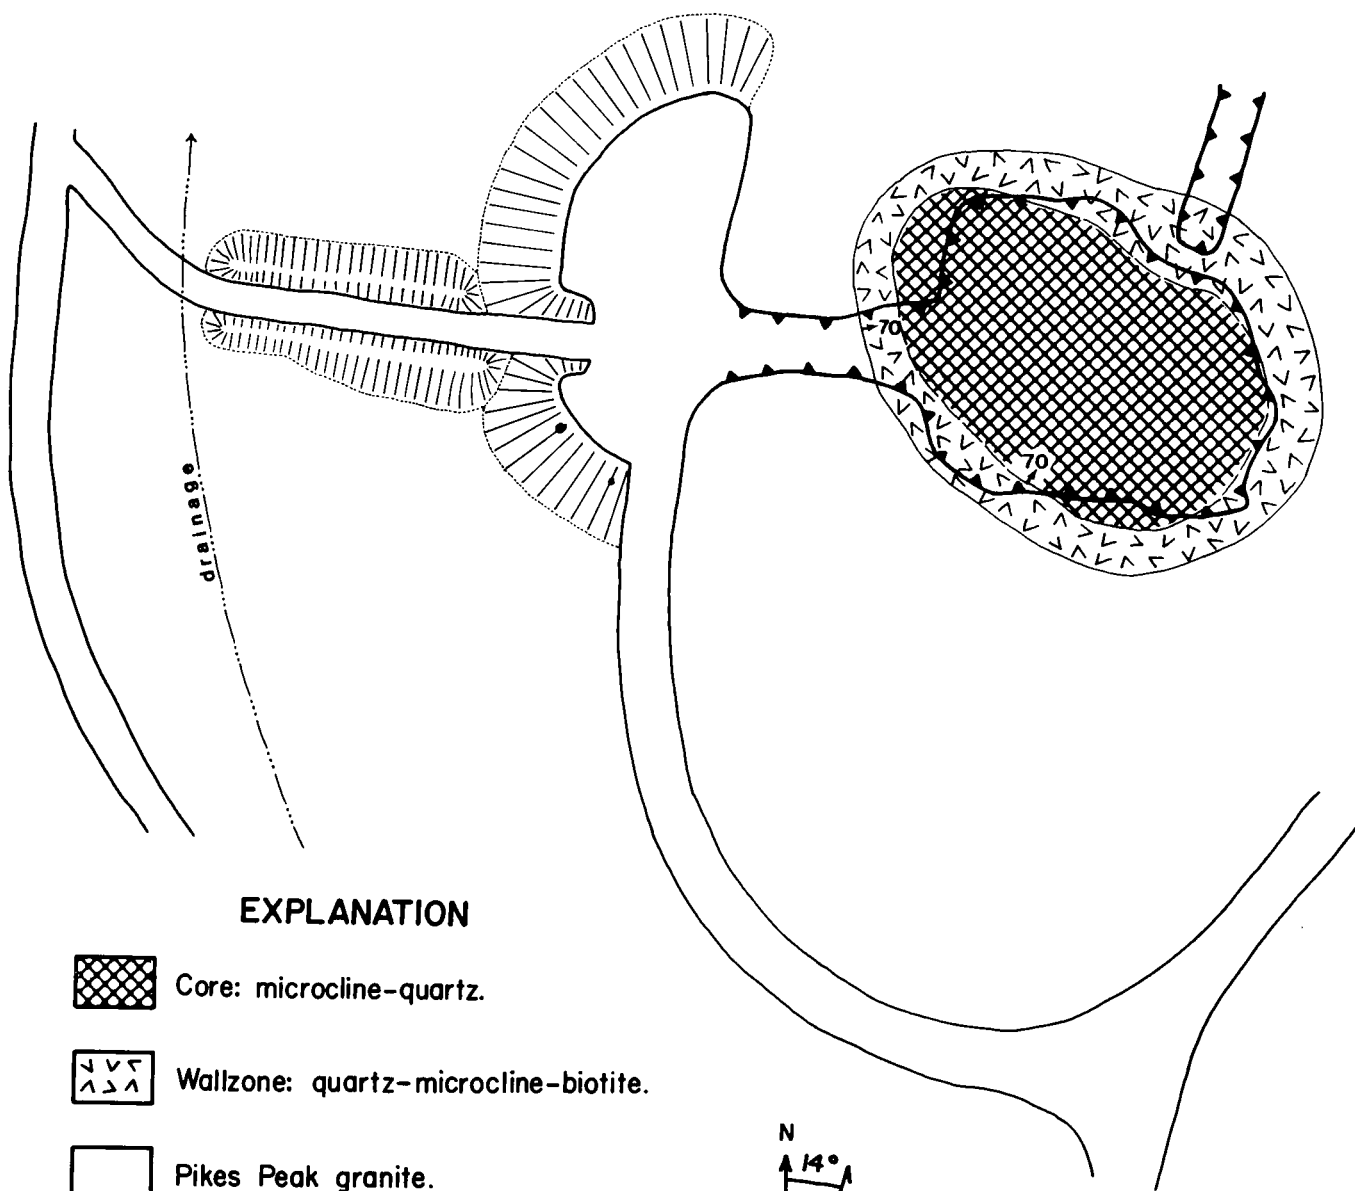 70
70
drainage
EXPLANATION
Core: microcline-quartz.
Wallzone: quartz-microcline-biotite.
Pikes Peak granite.
N
14°